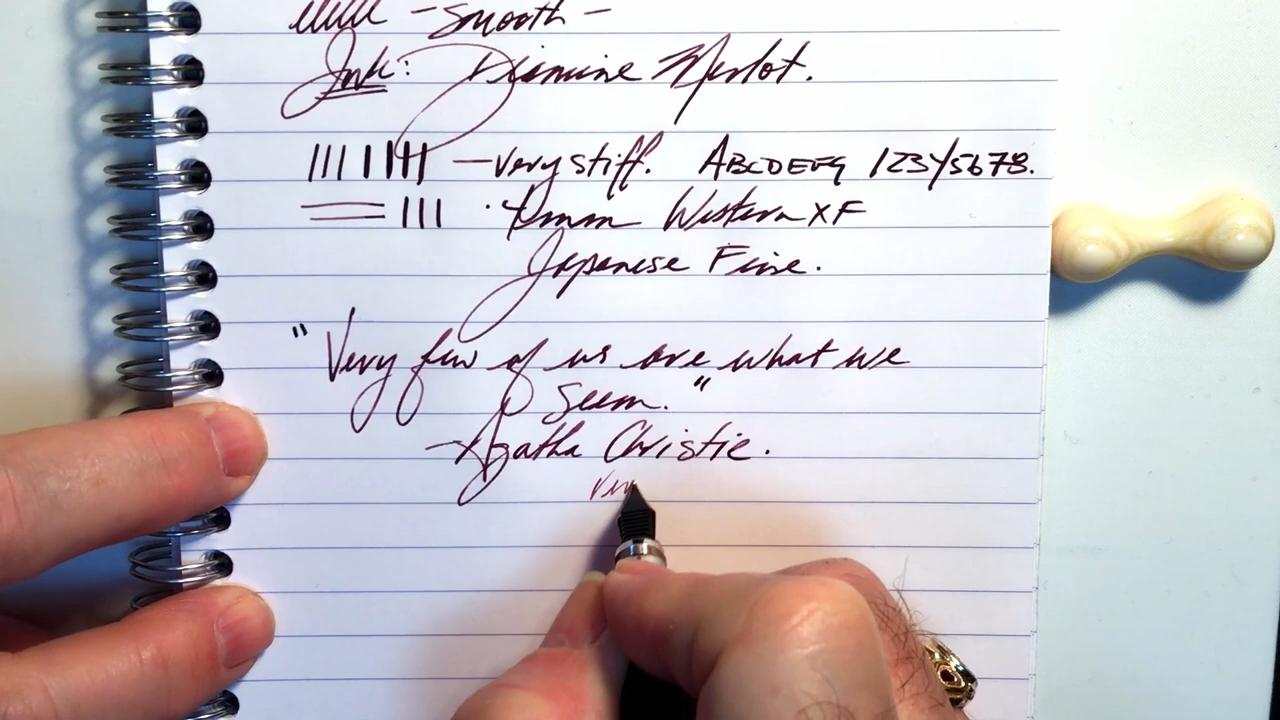 - Smooth -
Ink: Diamine Merlot.
— Very stiff. ABCDEFG 12345678.
Western XF
Japanese Fine.
"Very few of us are what we
seem."
- Agatha Christie.